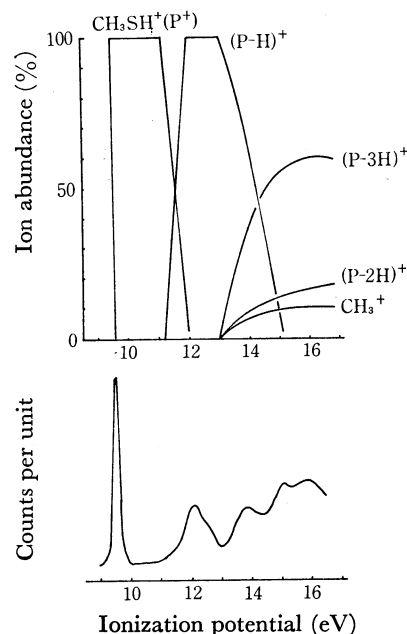 CH₃SH⁺(P⁺)
(P-H)⁺
100
50
0
Ion abundance (%)
(P-3H)⁺
(P-2H)⁺
CH₃⁺
10 12 14 16
Counts per unit
10 12 14 16
Ionization potential (eV)